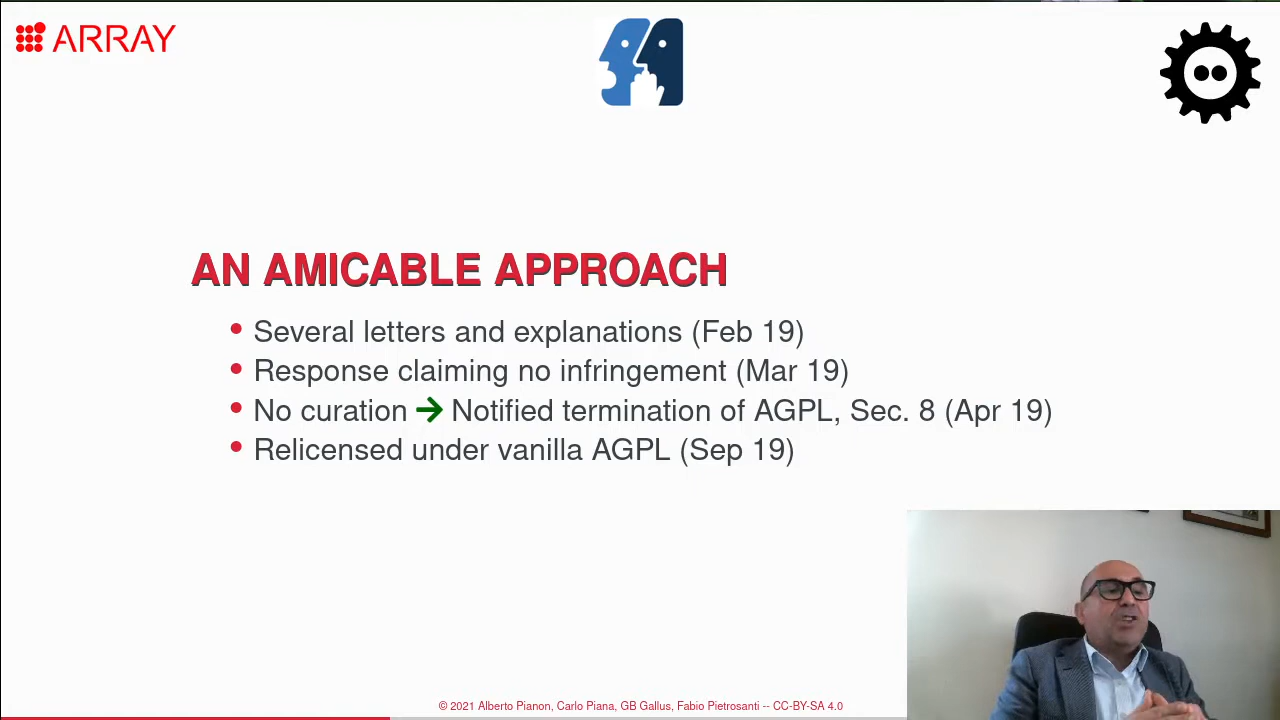 ARRAY
AN AMICABLE APPROACH
Several letters and explanations (Feb 19)
Response claiming no infringement (Mar 19)
No curation → Notified termination of AGPL, Sec. 8 (Apr 19)
Relicensed under vanilla AGPL (Sep 19)
© 2021 Alberto Pianon, Carlo Piana, GB Gallus, Fabio Pietrosanti -- CC-BY-SA 4.0